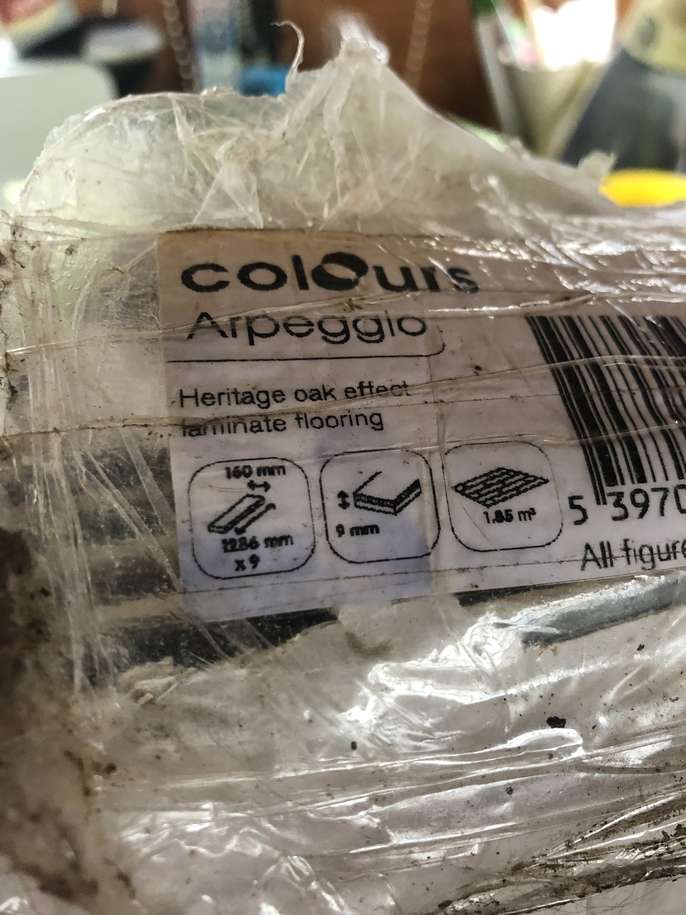 colours
Arpeggio
Heritage oak effect
laminate flooring
160 mm
1286 mm
x 9
9 mm
1.85 m²
5 3970
All figure